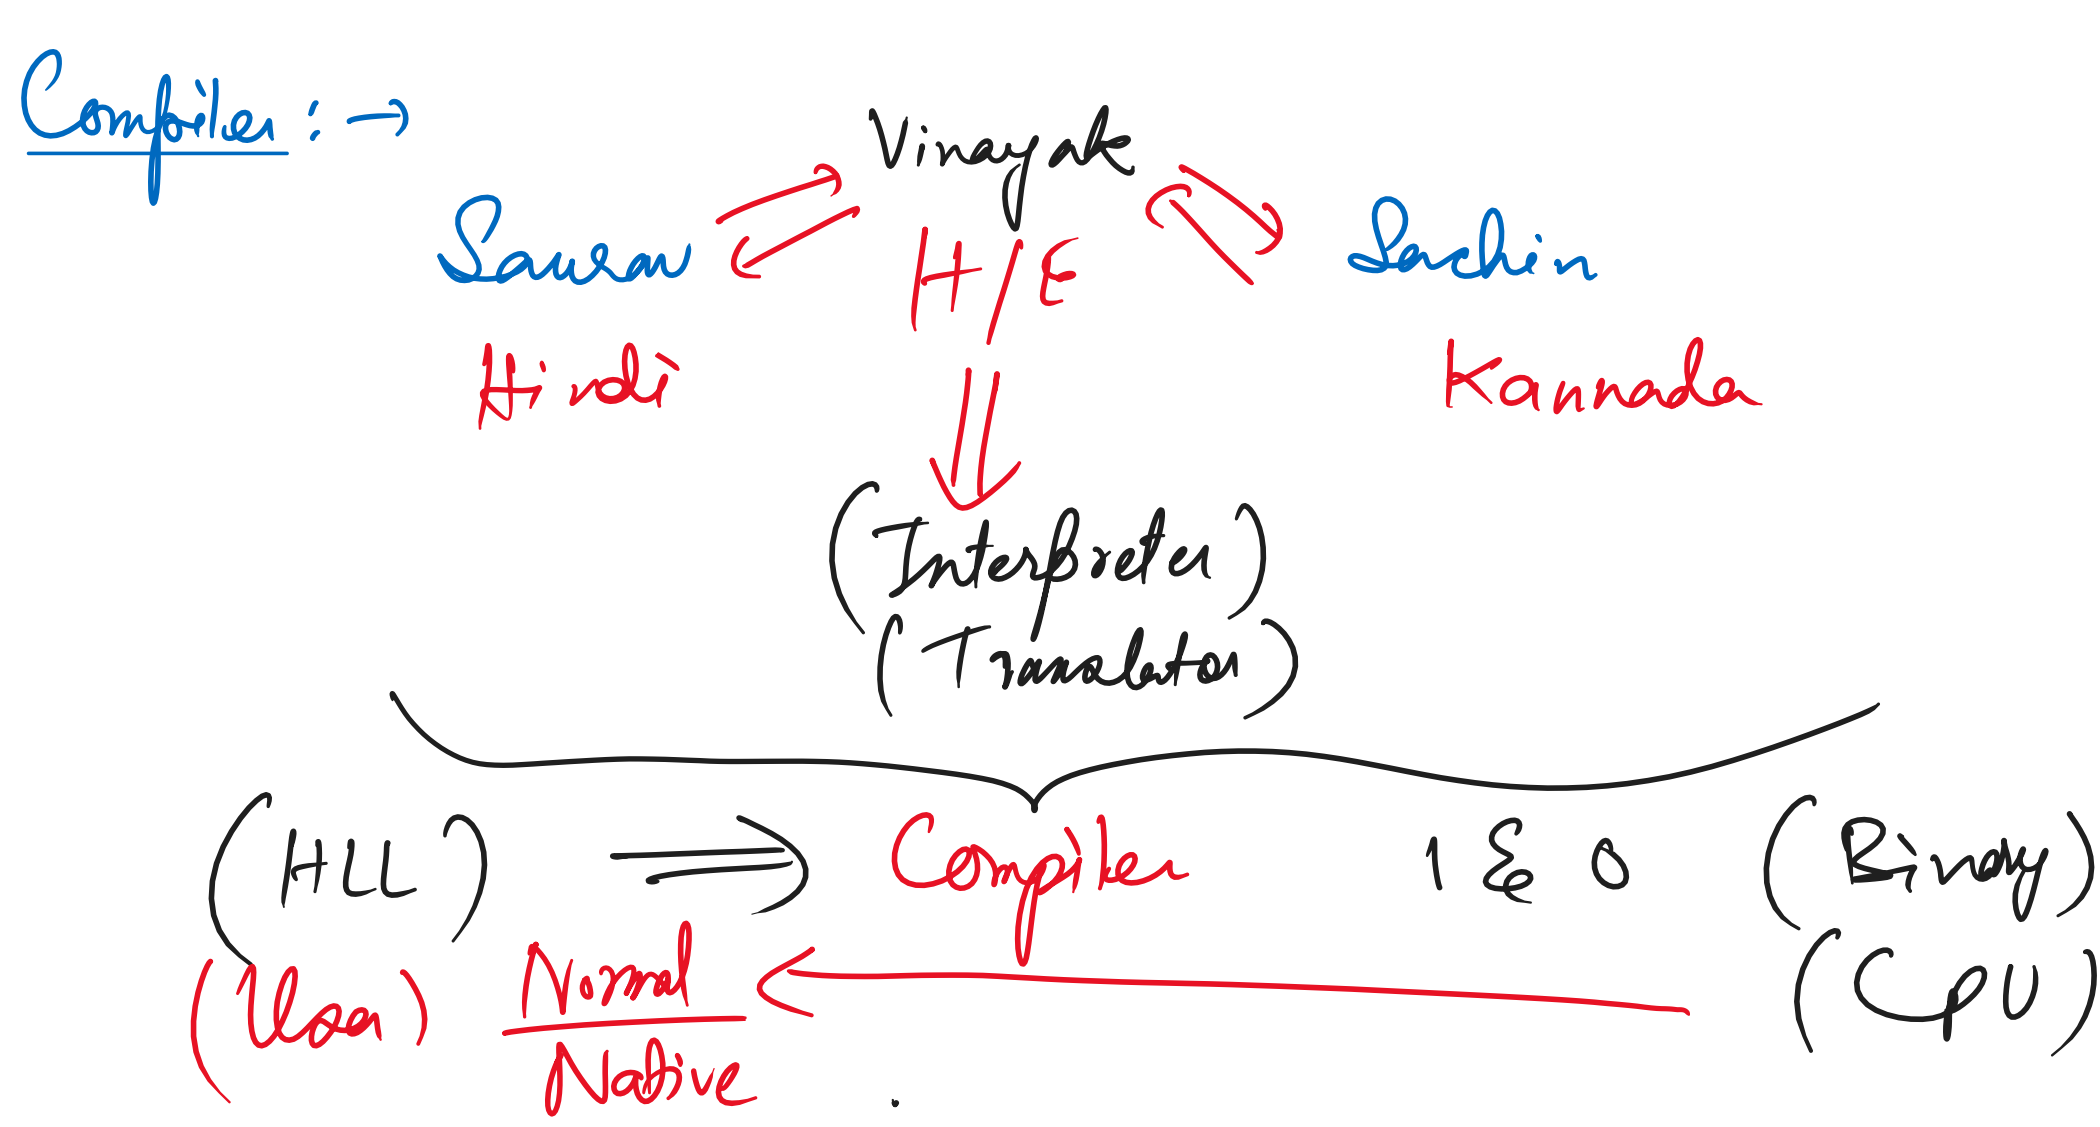 Compiler : →
Vinayak
Saurav
Sachin
H/E
Hindi
Kannada
(Interpreter)
(Translator)
(HLL) ⇒ Compiler 1 & 0 (Binary)
(User) Normal (CPU)
Native